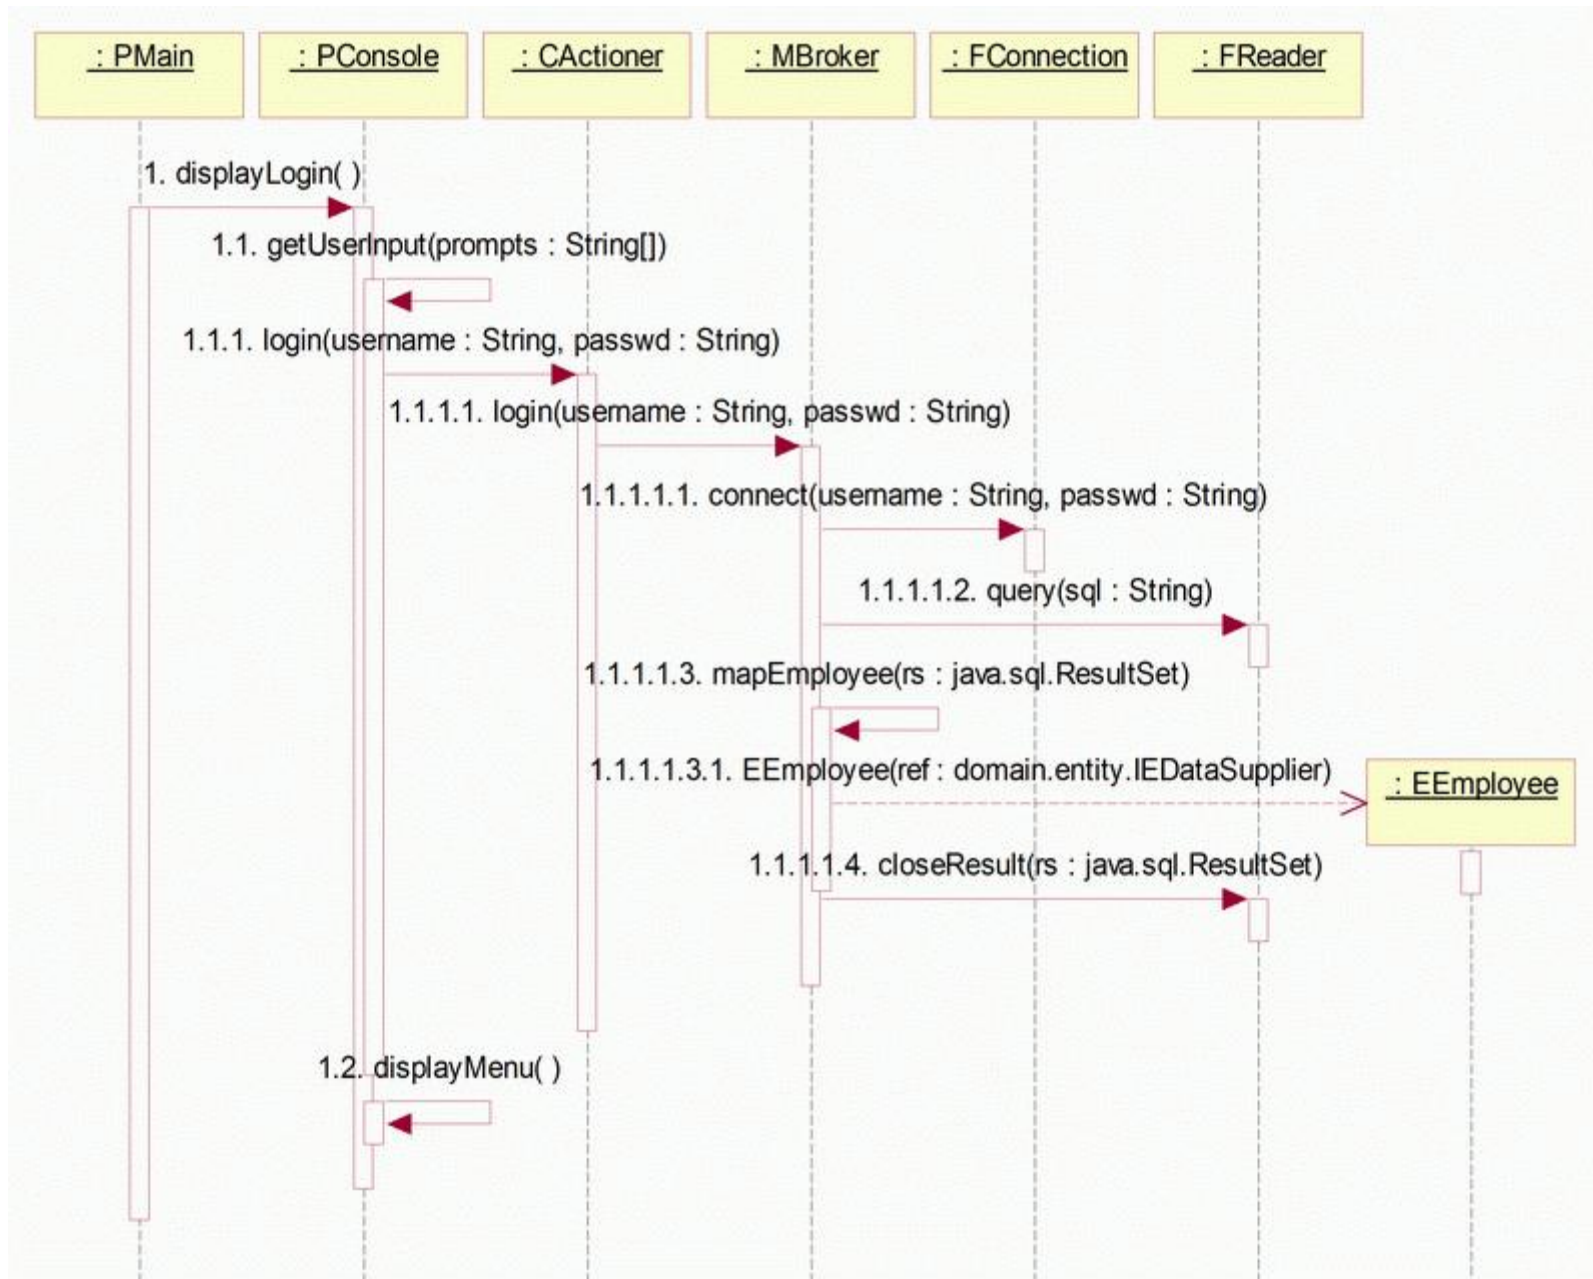 : PMain
: PConsole
: CActioner
: MBroker
: FConnection
: FReader
1. displayLogin( )
1.1. getUserInput(prompts : String[])
1.1.1. login(username : String, passwd : String)
1.1.1.1. login(username : String, passwd : String)
1.1.1.1.1. connect(username : String, passwd : String)
1.1.1.1.2. query(sql : String)
1.1.1.1.3. mapEmployee(rs : java.sql.ResultSet)
1.1.1.1.3.1. EEmployee(ref : domain.entity.IEDataSupplier)
: EEmployee
1.1.1.1.4. closeResult(rs : java.sql.ResultSet)
1.2. displayMenu( )